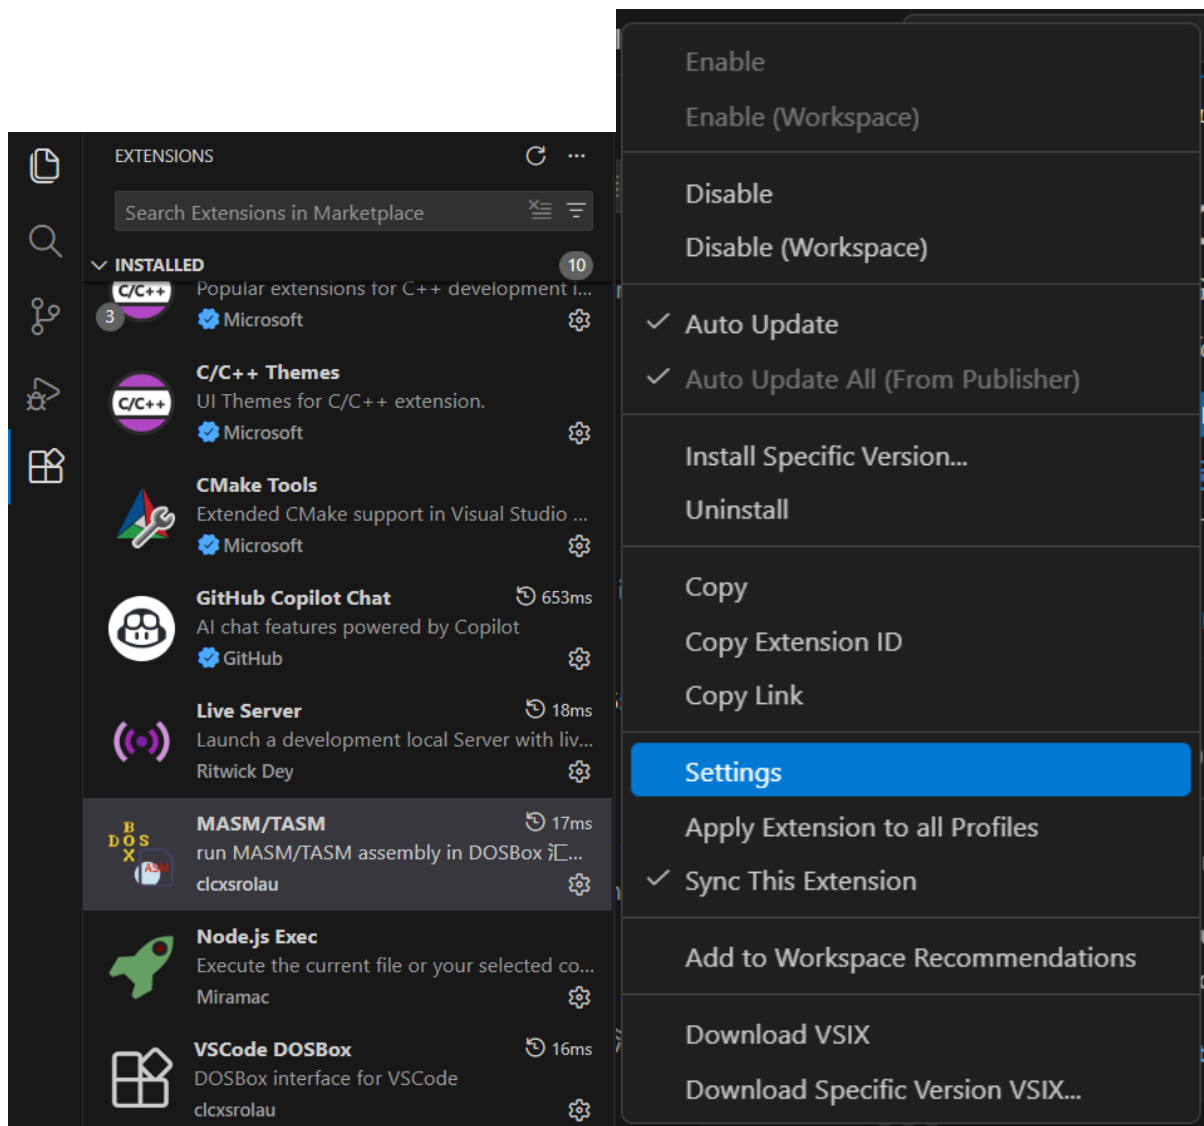 EXTENSIONS
Search Extensions in Marketplace
INSTALLED
10
C/C++
Popular extensions for C++ development i...
3
Microsoft
C/C++ Themes
C/C++
UI Themes for C/C++ extension.
Microsoft
CMake Tools
Extended CMake support in Visual Studio ...
Microsoft
GitHub Copilot Chat
653ms
AI chat features powered by Copilot
GitHub
Live Server
18ms
Launch a development local Server with liv...
Ritwick Dey
MASM/TASM
17ms
DOS
BOX
ASM
run MASM/TASM assembly in DOSBox 汇...
clcxsrolau
Node.js Exec
Execute the current file or your selected co...
Miramac
VSCode DOSBox
16ms
DOSBox interface for VSCode
clcxsrolau
Enable
Enable (Workspace)
Disable
Disable (Workspace)
Auto Update
Auto Update All (From Publisher)
Install Specific Version...
Uninstall
Copy
Copy Extension ID
Copy Link
Settings
Apply Extension to all Profiles
Sync This Extension
Add to Workspace Recommendations
Download VSIX
Download Specific Version VSIX...